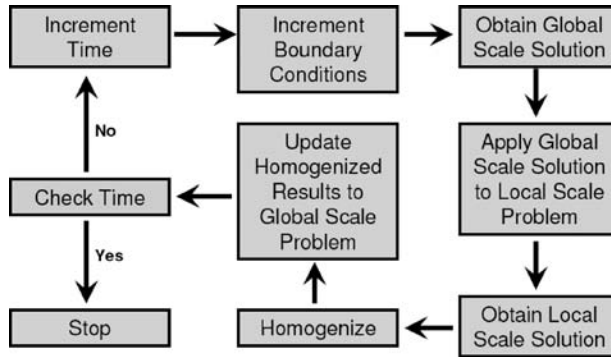 Increment
Time
Increment
Boundary
Conditions
Obtain Global
Scale Solution
No
Update
Homogenized
Results to
Global Scale
Problem
Apply Global
Scale Solution
to Local Scale
Problem
Check Time
Yes
Stop
Homogenize
Obtain Local
Scale Solution